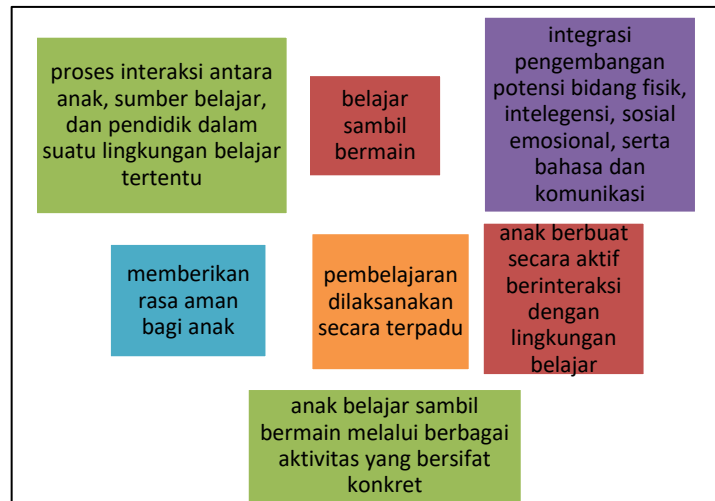 proses interaksi antara
anak, sumber belajar,
dan pendidik dalam
suatu lingkungan belajar
tertentu
belajar
sambil
bermain
integrasi
pengembangan
potensi bidang fisik,
intelegensi, sosial
emosional, serta
bahasa dan
komunikasi
memberikan
rasa aman
bagi anak
pembelajaran
dilaksanakan
secara terpadu
anak berbuat
secara aktif
berinteraksi
dengan
lingkungan
belajar
anak belajar sambil
bermain melalui berbagai
aktivitas yang bersifat
konkret